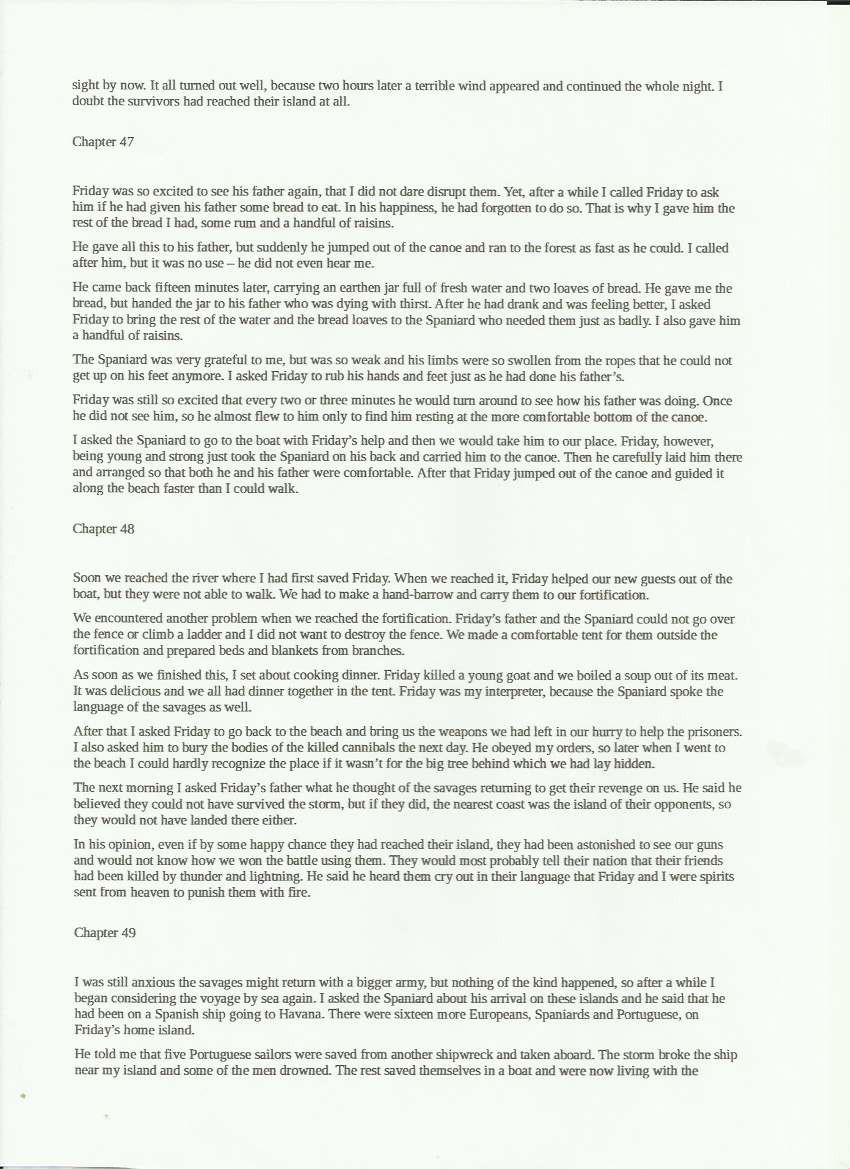 sight by now. It all turned out well, because two hours later a terrible wind appeared and continued the whole night. I
doubt the survivors had reached their island at all.
Chapter 47
Friday was so excited to see his father again, that I did not dare disrupt them. Yet, after a while I called Friday to ask
him if he had given his father some bread to eat. In his happiness, he had forgotten to do so. That is why I gave him the
rest of the bread I had, some rum and a handful of raisins.
He gave all this to his father, but suddenly he jumped out of the canoe and ran to the forest as fast as he could. I called
after him, but it was no use – he did not even hear me.
He came back fifteen minutes later, carrying an earthen jar full of fresh water and two loaves of bread. He gave me the
bread, but handed the jar to his father who was dying with thirst. After he had drank and was feeling better, I asked
Friday to bring the rest of the water and the bread loaves to the Spaniard who needed them just as badly. I also gave him
a handful of raisins.
The Spaniard was very grateful to me, but was so weak and his limbs were so swollen from the ropes that he could not
get up on his feet anymore. I asked Friday to rub his hands and feet just as he had done his father’s.
Friday was still so excited that every two or three minutes he would turn around to see how his father was doing. Once
he did not see him, so he almost flew to him only to find him resting at the more comfortable bottom of the canoe.
I asked the Spaniard to go to the boat with Friday’s help and then we would take him to our place. Friday, however,
being young and strong just took the Spaniard on his back and carried him to the canoe. Then he carefully laid him there
and arranged so that both he and his father were comfortable. After that Friday jumped out of the canoe and guided it
along the beach faster than I could walk.
Chapter 48
Soon we reached the river where I had first saved Friday. When we reached it, Friday helped our new guests out of the
boat, but they were not able to walk. We had to make a hand-barrow and carry them to our fortification.
We encountered another problem when we reached the fortification. Friday’s father and the Spaniard could not go over
the fence or climb a ladder and I did not want to destroy the fence. We made a comfortable tent for them outside the
fortification and prepared beds and blankets from branches.
As soon as we finished this, I set about cooking dinner. Friday killed a young goat and we boiled a soup out of its meat.
It was delicious and we all had dinner together in the tent. Friday was my interpreter, because the Spaniard spoke the
language of the savages as well.
After that I asked Friday to go back to the beach and bring us the weapons we had left in our hurry to help the prisoners.
I also asked him to bury the bodies of the killed cannibals the next day. He obeyed my orders, so later when I went to
the beach I could hardly recognize the place if it wasn’t for the big tree behind which we had lay hidden.
The next morning I asked Friday’s father what he thought of the savages returning to get their revenge on us. He said he
believed they could not have survived the storm, but if they did, the nearest coast was the island of their opponents, so
they would not have landed there either.
In his opinion, even if by some happy chance they had reached their island, they had been astonished to see our guns
and would not know how we won the battle using them. They would most probably tell their nation that their friends
had been killed by thunder and lightning. He said he heard them cry out in their language that Friday and I were spirits
sent from heaven to punish them with fire.
Chapter 49
I was still anxious the savages might return with a bigger army, but nothing of the kind happened, so after a while I
began considering the voyage by sea again. I asked the Spaniard about his arrival on these islands and he said that he
had been on a Spanish ship going to Havana. There were sixteen more Europeans, Spaniards and Portuguese, on
Friday’s home island.
He told me that five Portuguese sailors were saved from another shipwreck and taken aboard. The storm broke the ship
near my island and some of the men drowned. The rest saved themselves in a boat and were now living with the